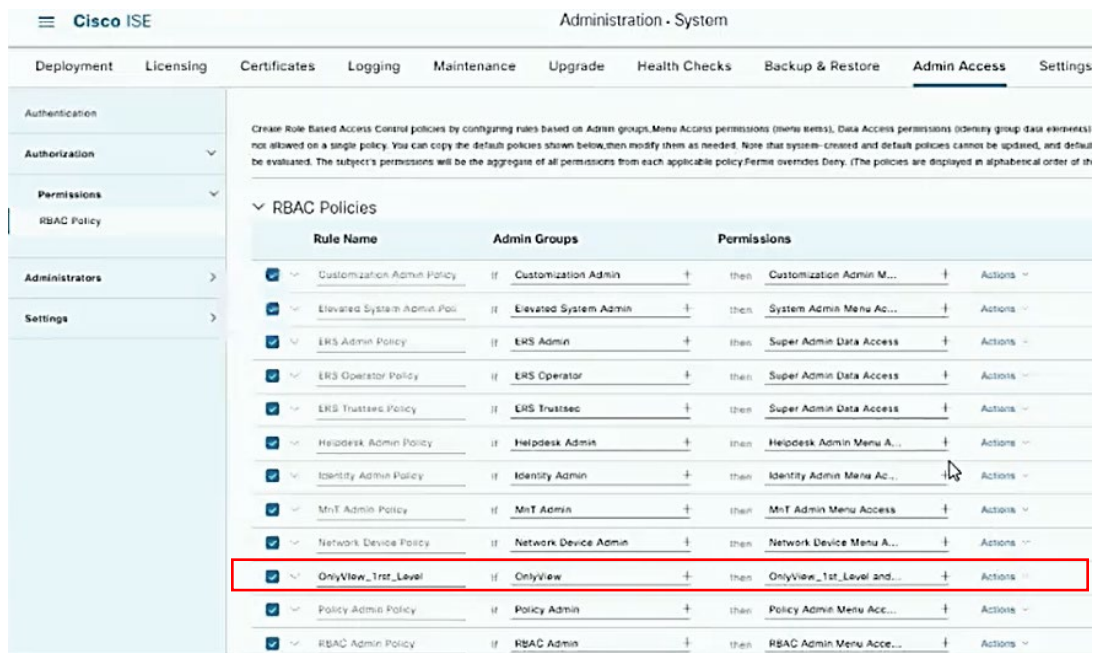 Cisco ISE
Administration · System
Deployment Licensing Certificates Logging Maintenance Upgrade Health Checks Backup & Restore Admin Access Settings
Authentication
Authorization
Permissions
RBAC Policy
Administrators
Settings
Create Role Based Access Control policies by configuring rules based on Admin groups,Menu Access permissions (menu items), Data Access permissions (identity group data elements)
not allowed on a single policy. You can copy the default policies shown below,then modify them as needed. Note that system-created and default policies cannot be updated, and default
be evaluated. The subject's permissions will be the aggregate of all permissions from each applicable policy.Permit overrides Deny. (The policies are displayed in alphabetical order of th
RBAC Policies
Rule Name Admin Groups Permissions
Customization Admin Policy If Customization Admin + then Customization Admin M... + Actions
Elevated System Admin Poli If Elevated System Admin + then System Admin Menu Ac... + Actions
ERS Admin Policy If ERS Admin + then Super Admin Data Access + Actions
ERS Operator Policy If ERS Operator + then Super Admin Data Access + Actions
ERS Trustsec Policy If ERS Trustsec + then Super Admin Data Access + Actions
Helpdesk Admin Policy If Helpdesk Admin + then Helpdesk Admin Menu A... + Actions
Identity Admin Policy If Identity Admin + then Identity Admin Menu Ac... + Actions
MnT Admin Policy If MnT Admin + then MnT Admin Menu Access + Actions
Network Device Policy If Network Device Admin + then Network Device Menu A... + Actions
OnlyView_1rst_Level If OnlyView + then OnlyView_1st_Level and... + Actions
Policy Admin Policy If Policy Admin + then Policy Admin Menu Acc... + Actions
RBAC Admin Policy If RBAC Admin + then RBAC Admin Menu Acce... + Actions